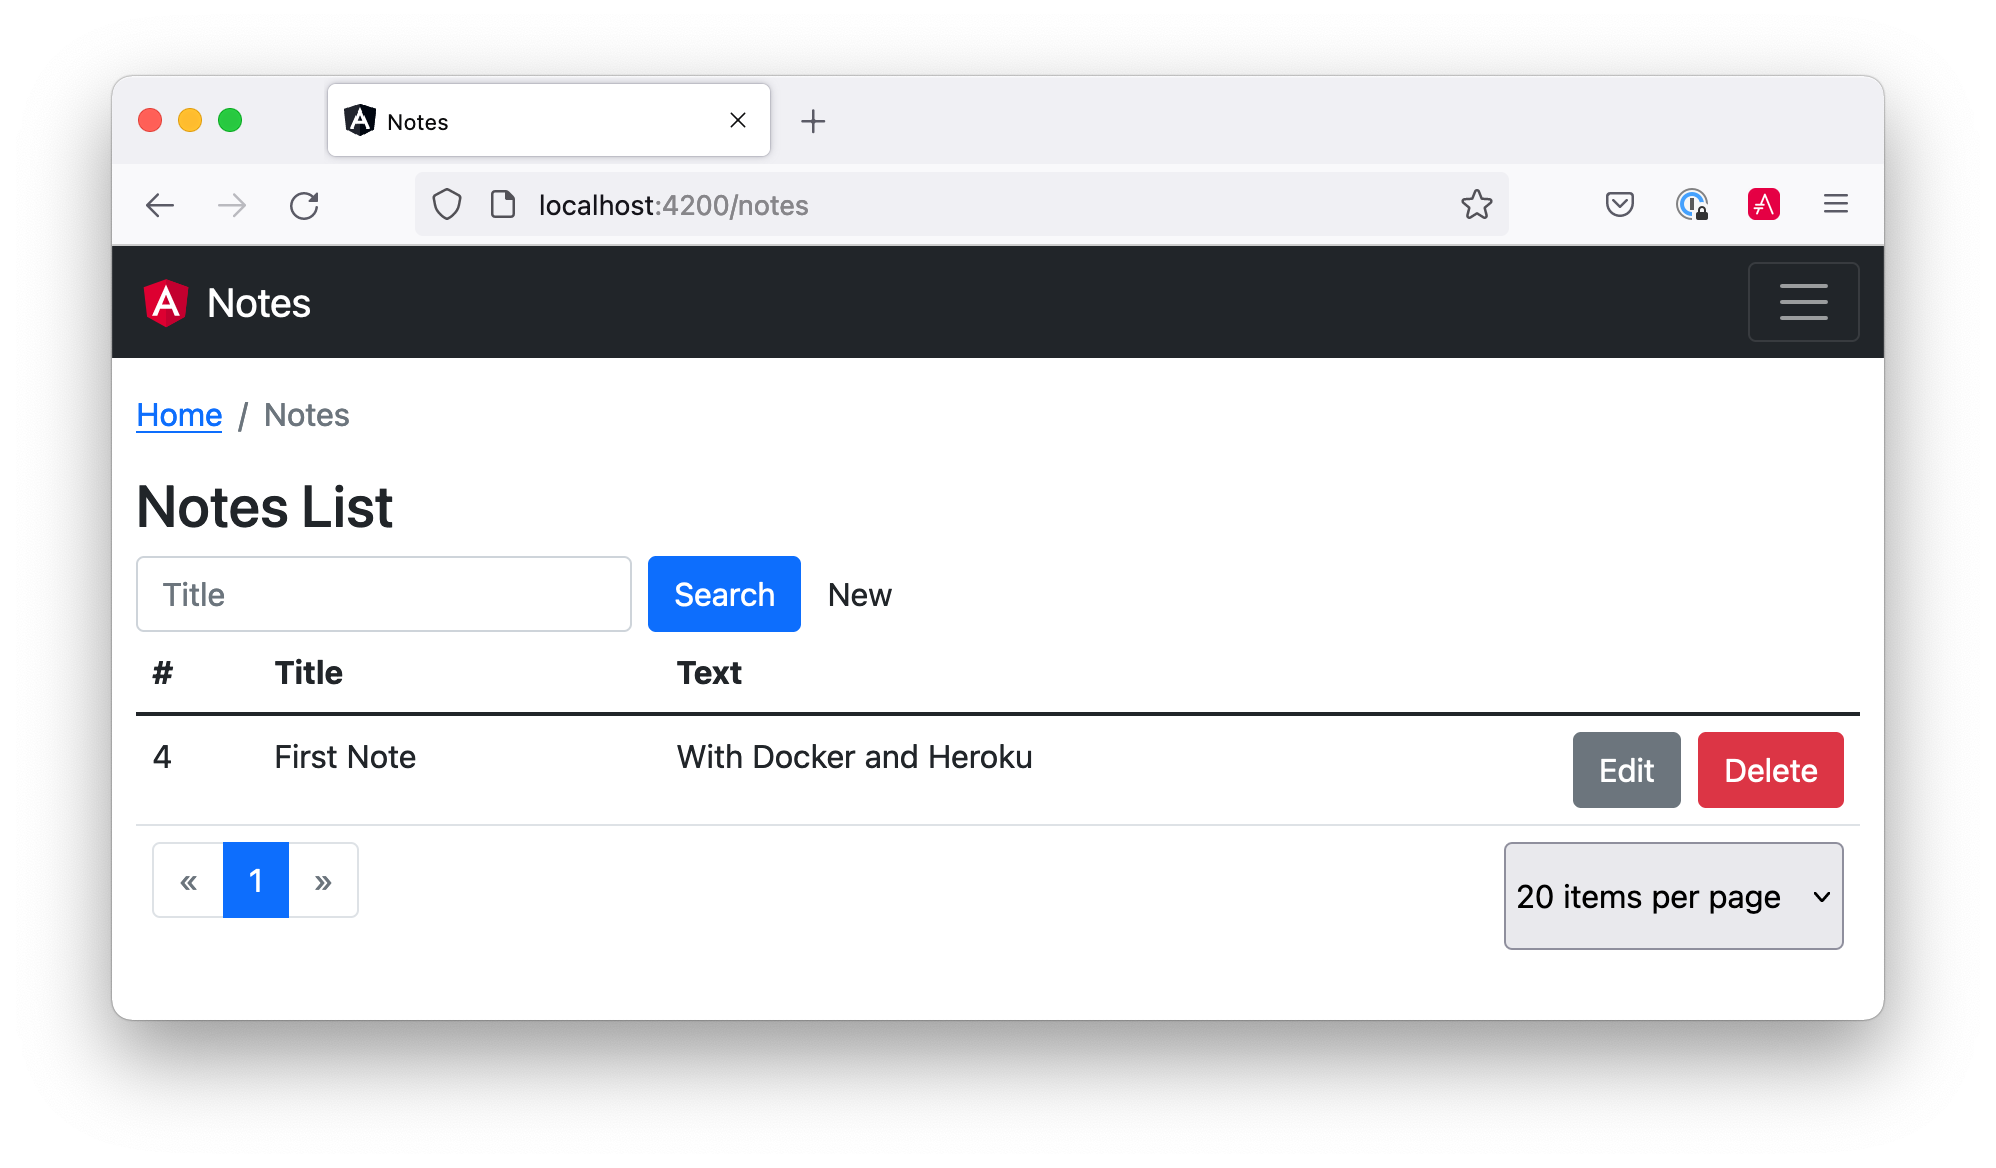 Notes
localhost:4200/notes
Notes
Home / Notes
Notes List
Title Search New
# Title Text
4 First Note With Docker and Heroku Edit Delete
« 1 » 20 items per page